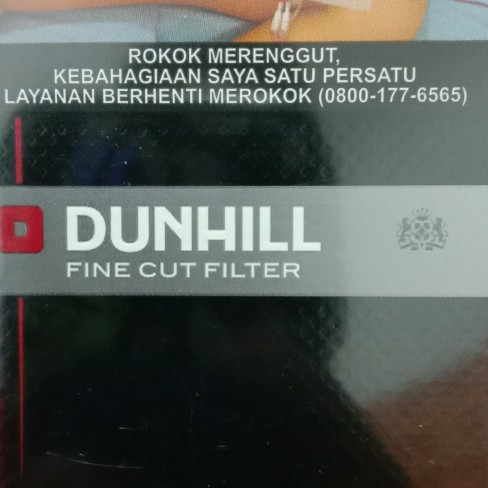 ROKOK MERENGGUT,
KEBAHAGIAAN SAYA SATU PERSATU
LAYANAN BERHENTI MEROKOK (0800-177-6565)
DUNHILL
FINE CUT FILTER